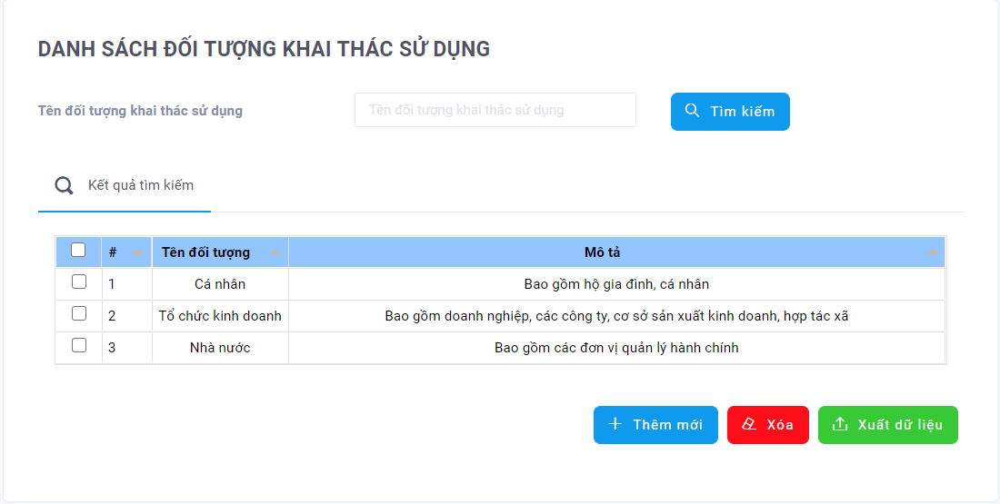 DANH SÁCH ĐỐI TƯỢNG KHAI THÁC SỬ DỤNG
Tên đối tượng khai thác sử dụng Tên đối tượng khai thác sử dụng Tìm kiếm
Kết quả tìm kiếm
# Tên đối tượng Mô tả
1 Cá nhân Bao gồm hộ gia đình, cá nhân
2 Tổ chức kinh doanh Bao gồm doanh nghiệp, các công ty, cơ sở sản xuất kinh doanh, hợp tác xã
3 Nhà nước Bao gồm các đơn vị quản lý hành chính
Thêm mới Xóa Xuất dữ liệu